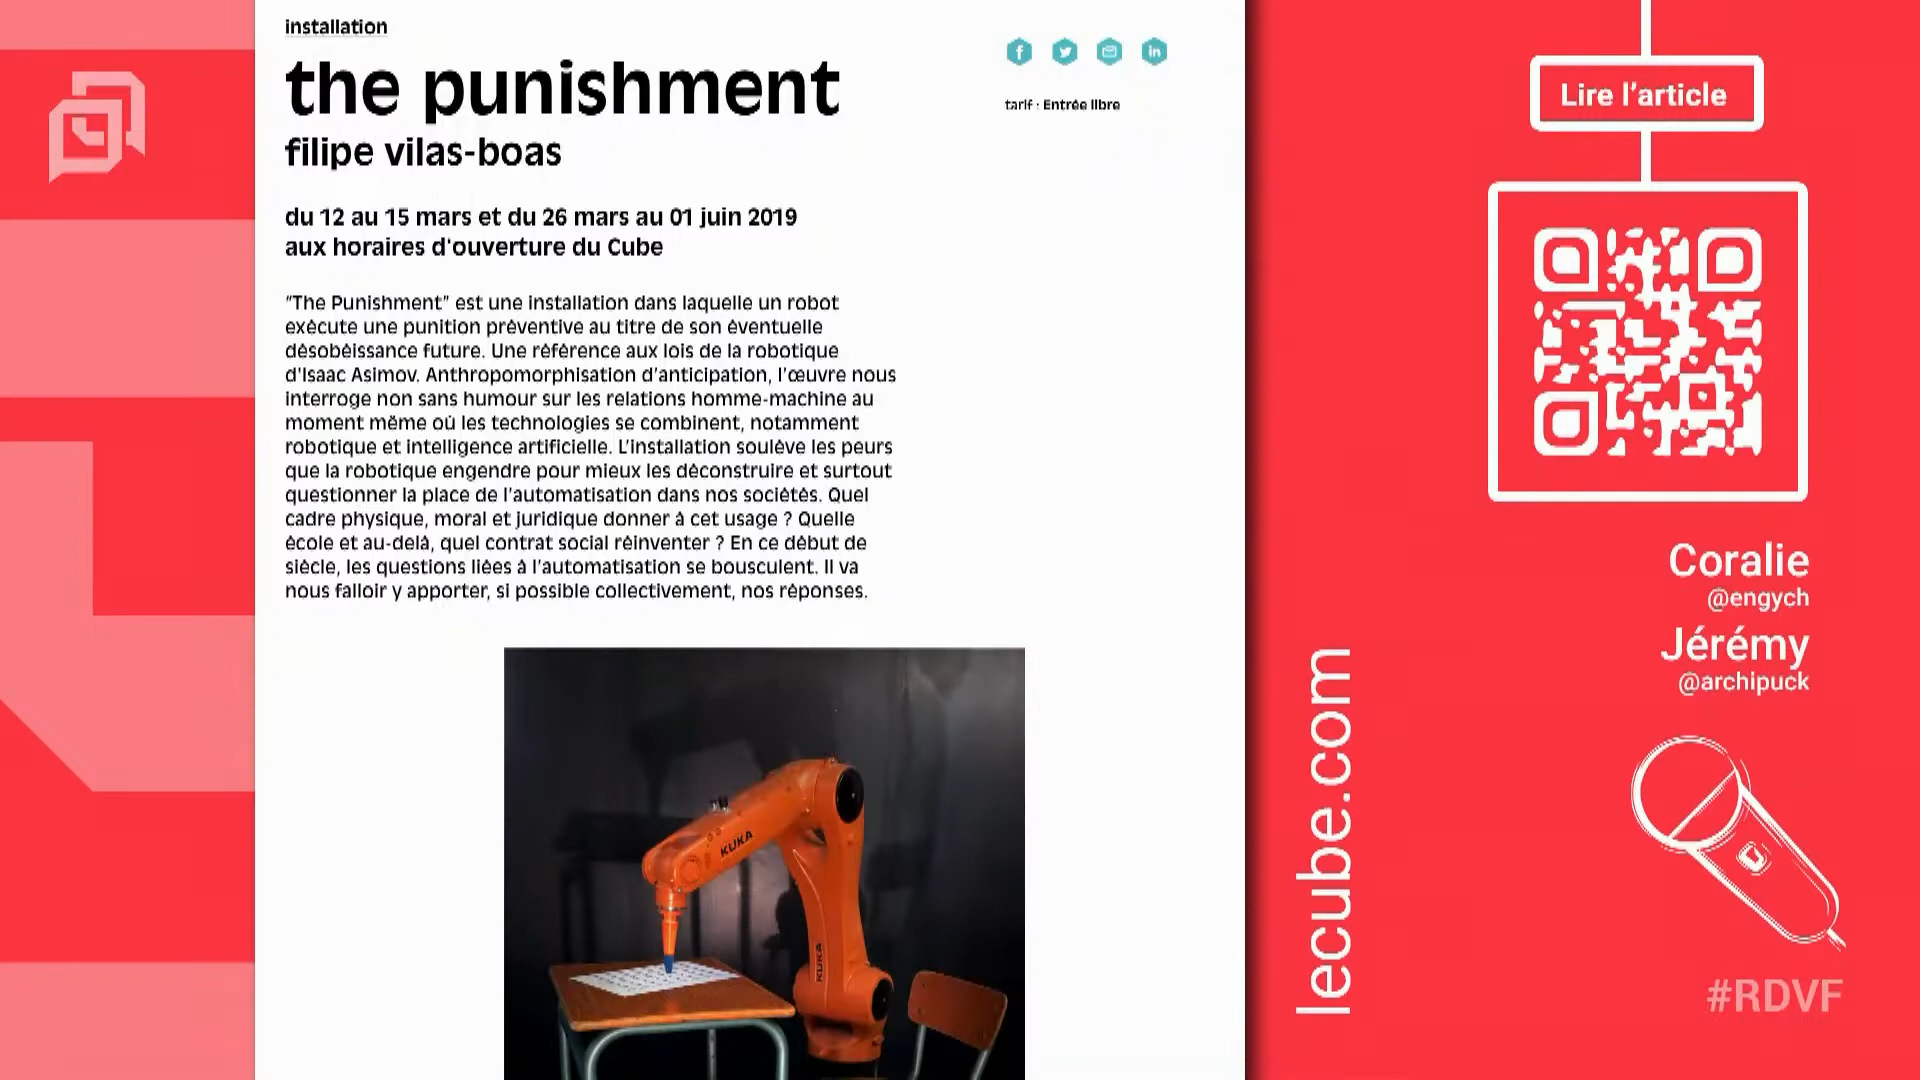 installation
the punishment
filipe vilas-boas
tarif : Entrée libre
du 12 au 15 mars et du 26 mars au 01 juin 2019
aux horaires d'ouverture du Cube
“The Punishment” est une installation dans laquelle un robot
exécute une punition préventive au titre de son éventuelle
désobéissance future. Une référence aux lois de la robotique
d'Isaac Asimov. Anthropomorphisation d’anticipation, l’œuvre nous
interroge non sans humour sur les relations homme-machine au
moment même où les technologies se combinent, notamment
robotique et intelligence artificielle. L’installation soulève les peurs
que la robotique engendre pour mieux les déconstruire et surtout
questionner la place de l’automatisation dans nos sociétés. Quel
cadre physique, moral et juridique donner à cet usage ? Quelle
école et au-delà, quel contrat social réinventer ? En ce début de
siècle, les questions liées à l’automatisation se bousculent. Il va
nous falloir y apporter, si possible collectivement, nos réponses.
KUKA
KUKA
lecube.com
Lire l’article
Coralie
@engych
Jérémy
@archipuck
#RDVF